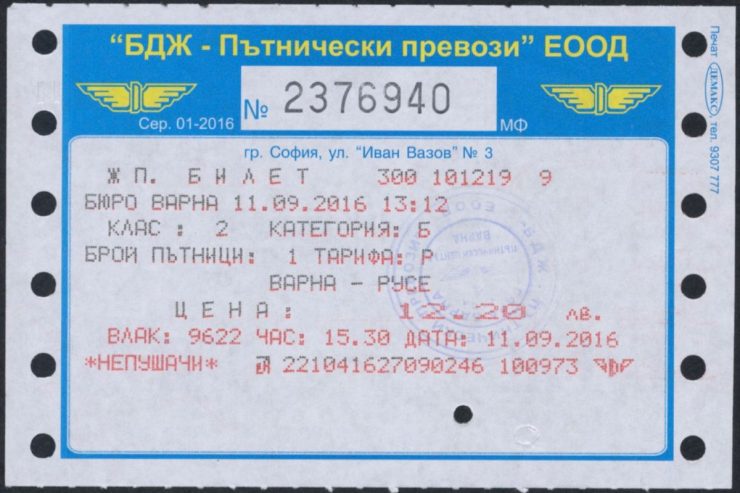 "БДЖ - Пътнически превози" ЕООД
№ 2376940
Сер. 01-2016
МФ
гр. София, ул. "Иван Вазов" № 3
ЖП. БИЛЕТ 300 101219 9
БЮРО ВАРНА 11.09.2016 13:12
КЛАС : 2 КАТЕГОРИЯ: Б
БРОЙ ПЪТНИЦИ: 1 ТАРИФА: Р
ВАРНА - РУСЕ
ЦЕНА: 12.20 лв.
ВЛАК: 9622 ЧАС: 15.30 ДАТА: 11.09.2016
*НЕПУШАЧИ* 221041627090246 100973
Печат ДЕМАКС, тел. 9307 777
ВАРНА